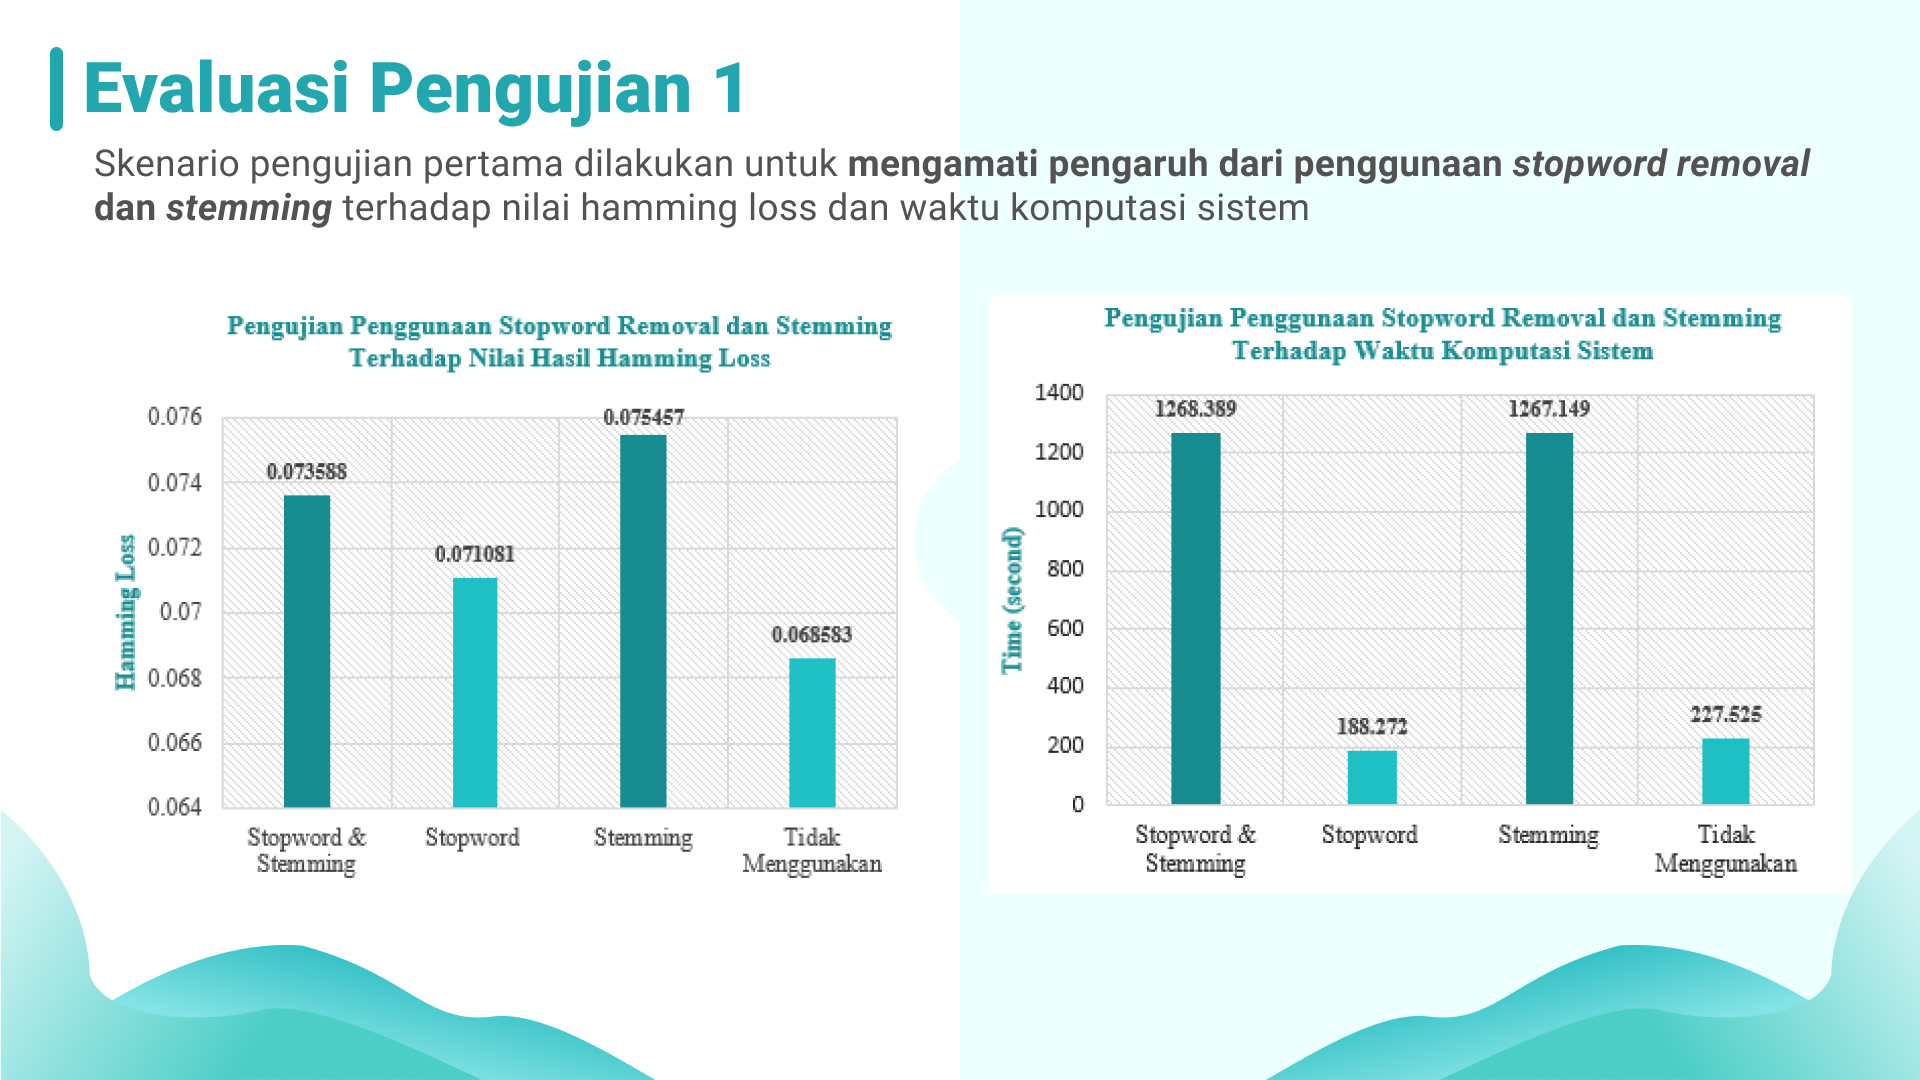 Evaluasi Pengujian 1
Skenario pengujian pertama dilakukan untuk mengamati pengaruh dari penggunaan stopword removal
dan stemming terhadap nilai hamming loss dan waktu komputasi sistem
Pengujian Penggunaan Stopword Removal dan Stemming
Terhadap Nilai Hasil Hamming Loss
0.076
0.074
0.072
0.07
0.068
0.066
0.064
Hamming Loss
0.073588
0.071081
0.075457
0.068583
Stopword &
Stemming
Stopword
Stemming
Tidak
Menggunakan
Pengujian Penggunaan Stopword Removal dan Stemming
Terhadap Waktu Komputasi Sistem
1400
1200
1000
800
600
400
200
0
Time (second)
1268.389
188.272
1267.149
227.525
Stopword &
Stemming
Stopword
Stemming
Tidak
Menggunakan